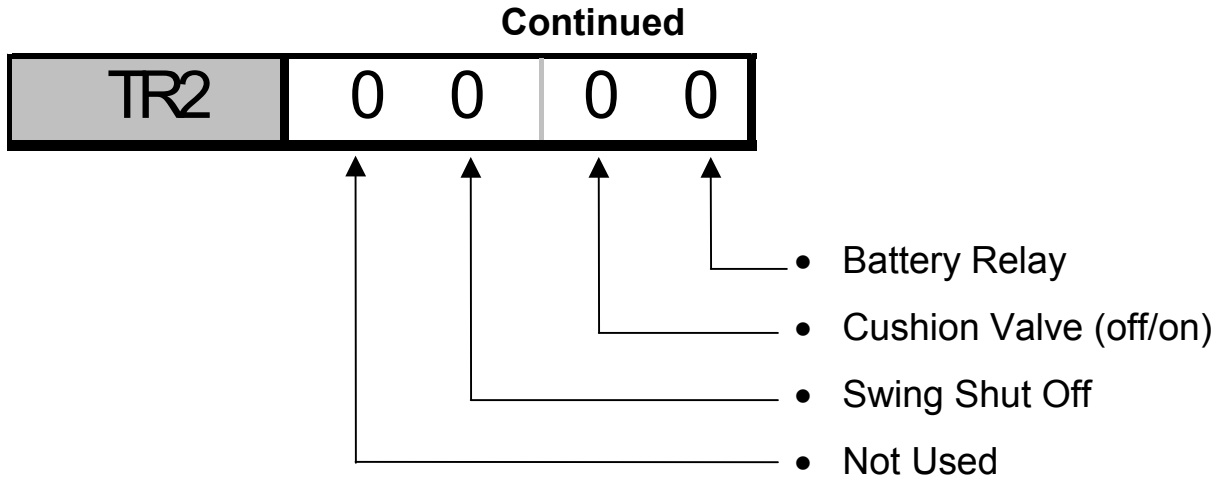 Continued
TR2 0 0 0 0
• Battery Relay
• Cushion Valve (off/on)
• Swing Shut Off
• Not Used